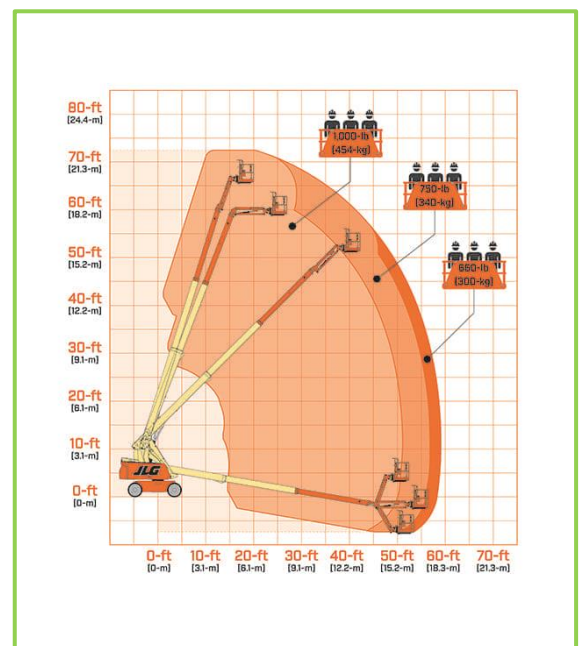 80-ft
[24.4-m]
70-ft
[21.3-m]
60-ft
[18.2-m]
50-ft
[15.2-m]
40-ft
[12.2-m]
30-ft
[9.1-m]
20-ft
[6.1-m]
10-ft
[3.1-m]
0-ft
[0-m]
1,000-lb
[454-kg]
750-lb
[340-kg]
660-lb
[300-kg]
JLG
0-ft 10-ft 20-ft 30-ft 40-ft 50-ft 60-ft 70-ft
[0-m] [3.1-m] [6.1-m] [9.1-m] [12.2-m] [15.2-m] [18.3-m] [21.3-m]